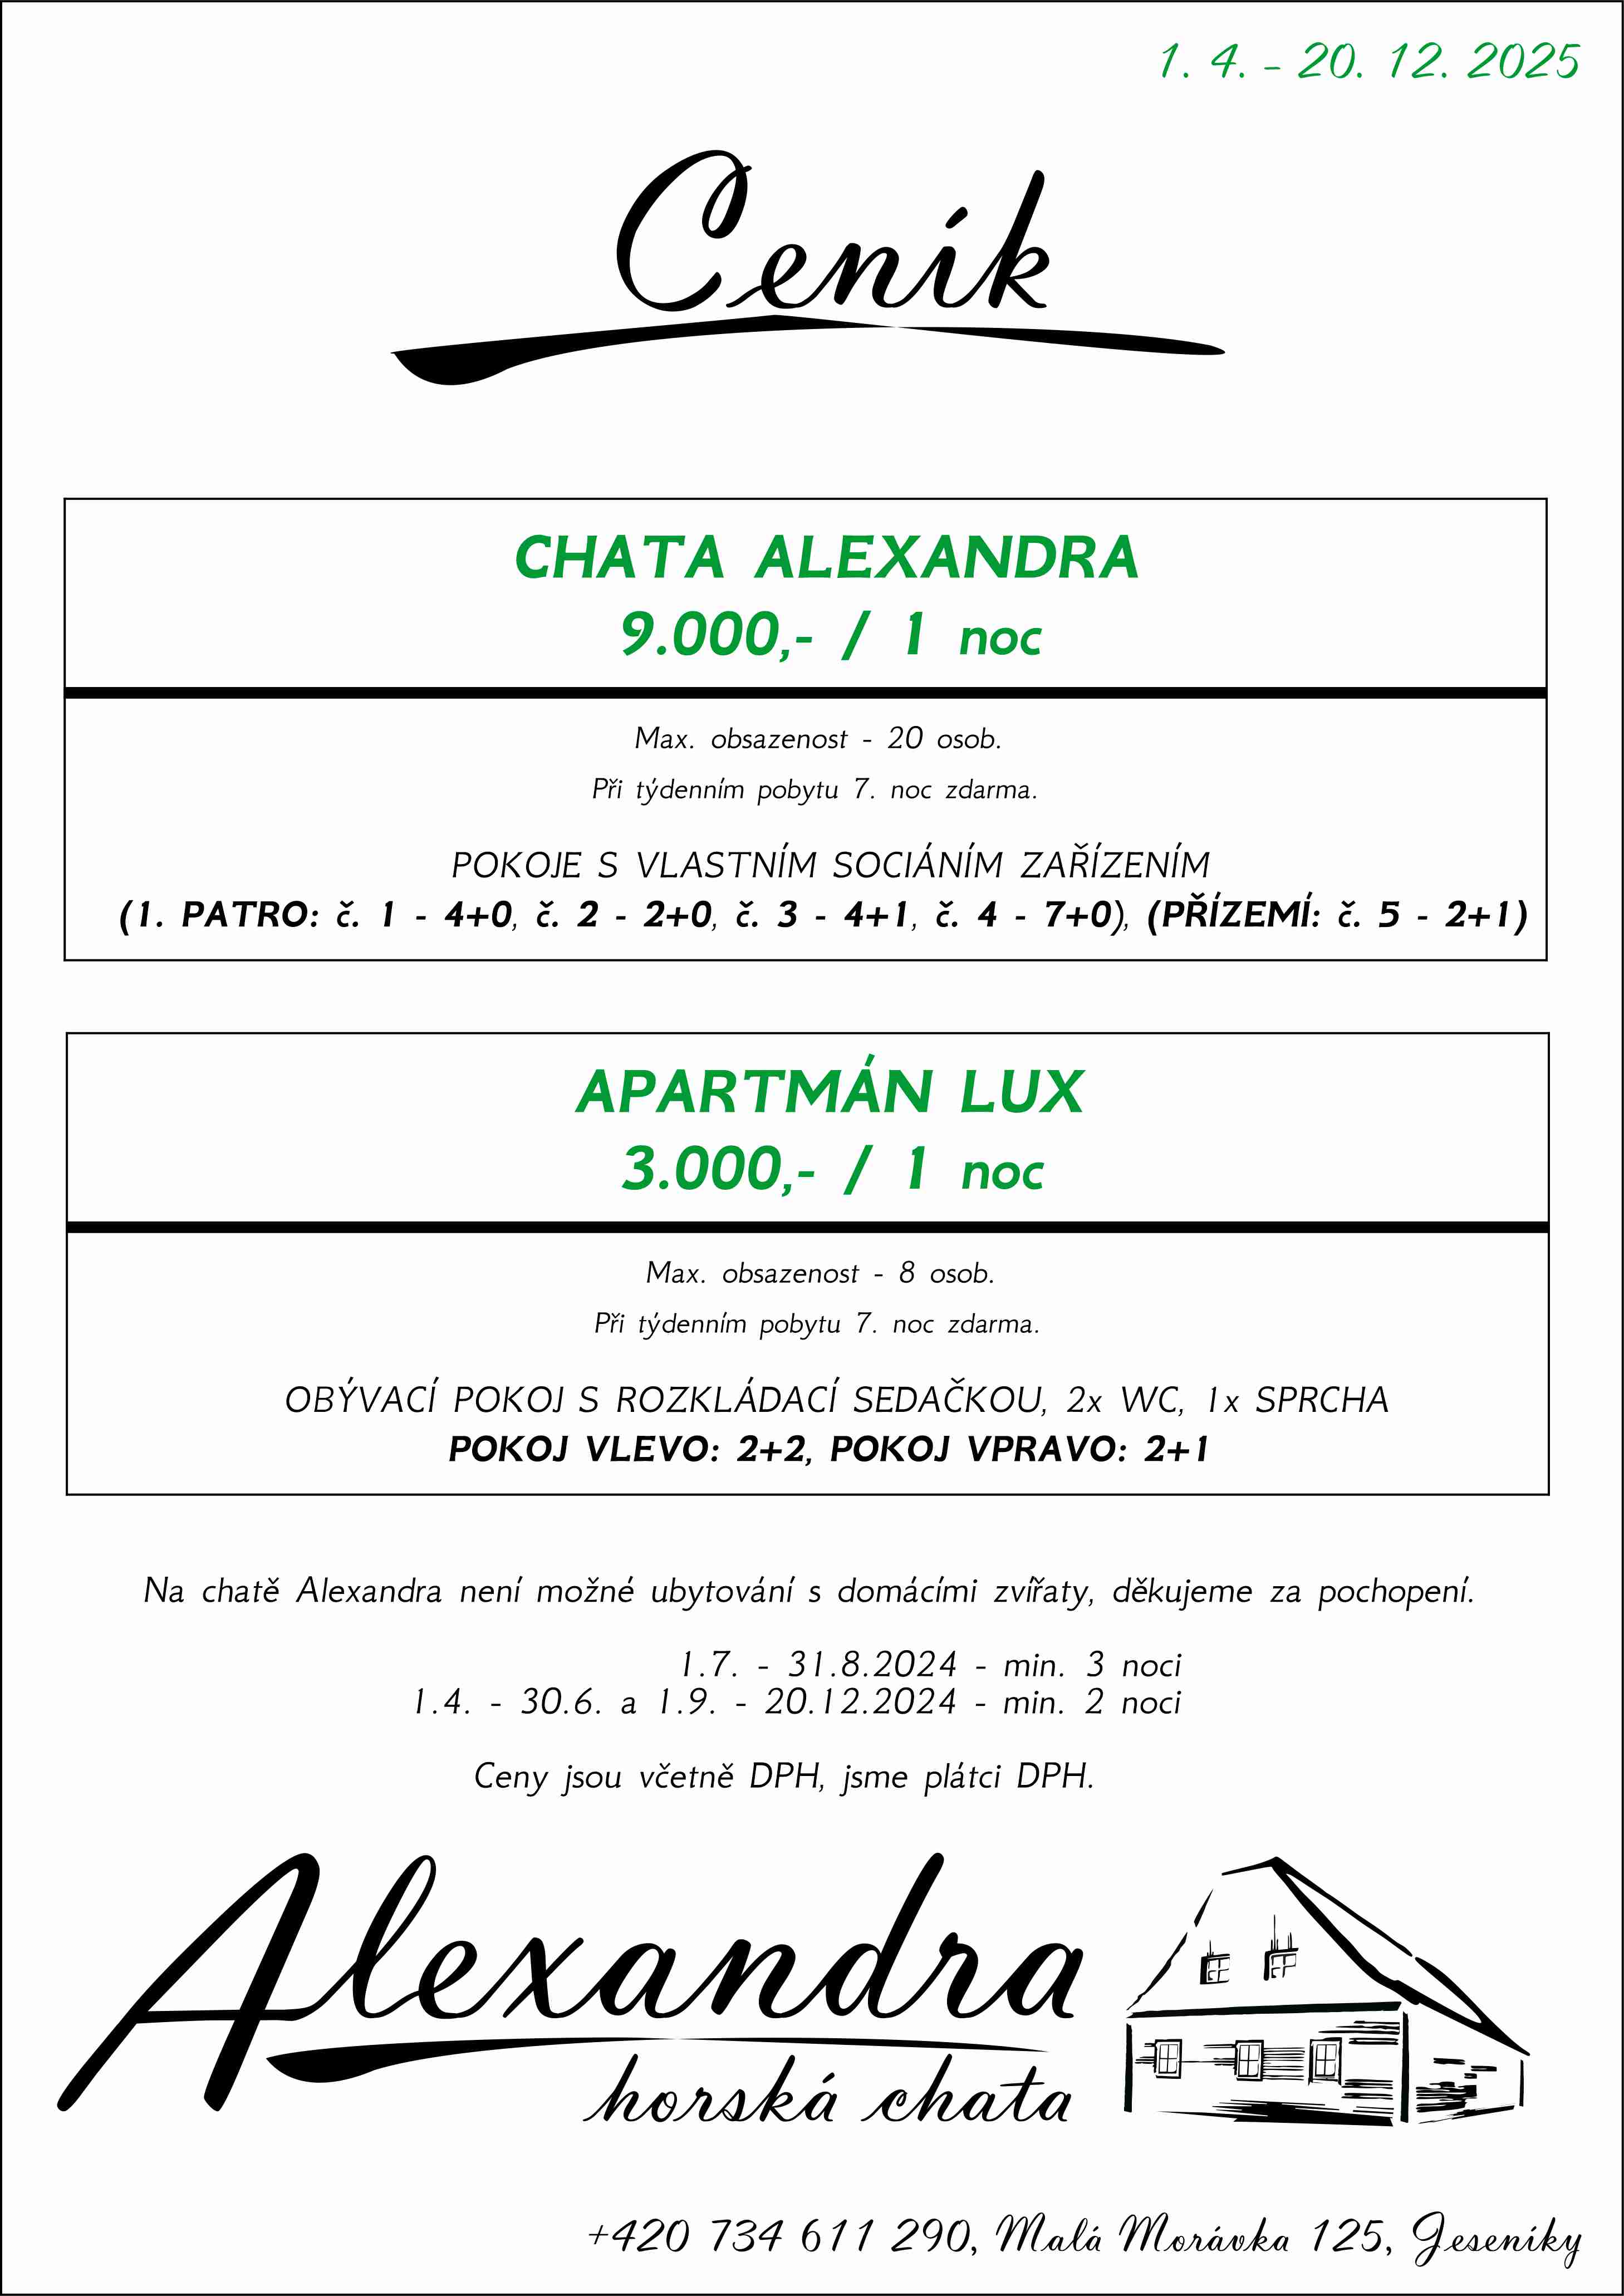 1. 4. - 20. 12. 2025
Ceník
CHATA ALEXANDRA
9.000,- / 1 noc
Max. obsazenost - 20 osob.
Při týdenním pobytu 7. noc zdarma.
POKOJE S VLASTNÍM SOCIÁNÍM ZAŘÍZENÍM
(1. PATRO: č. 1 - 4+0, č. 2 - 2+0, č. 3 - 4+1, č. 4 - 7+0), (PŘÍZEMÍ: č. 5 - 2+1)
APARTMÁN LUX
3.000,- / 1 noc
Max. obsazenost - 8 osob.
Při týdenním pobytu 7. noc zdarma.
OBÝVACÍ POKOJ S ROZKLÁDACÍ SEDAČKOU, 2x WC, 1x SPRCHA
POKOJ VLEVO: 2+2, POKOJ VPRAVO: 2+1
Na chatě Alexandra není možné ubytování s domácími zvířaty, děkujeme za pochopení.
1.7. - 31.8.2024 - min. 3 noci
1.4. - 30.6. a 1.9. - 20.12.2024 - min. 2 noci
Ceny jsou včetně DPH, jsme plátci DPH.
Alexandra
horská chata
+420 734 611 290, Malá Morávka 125, Jeseníky